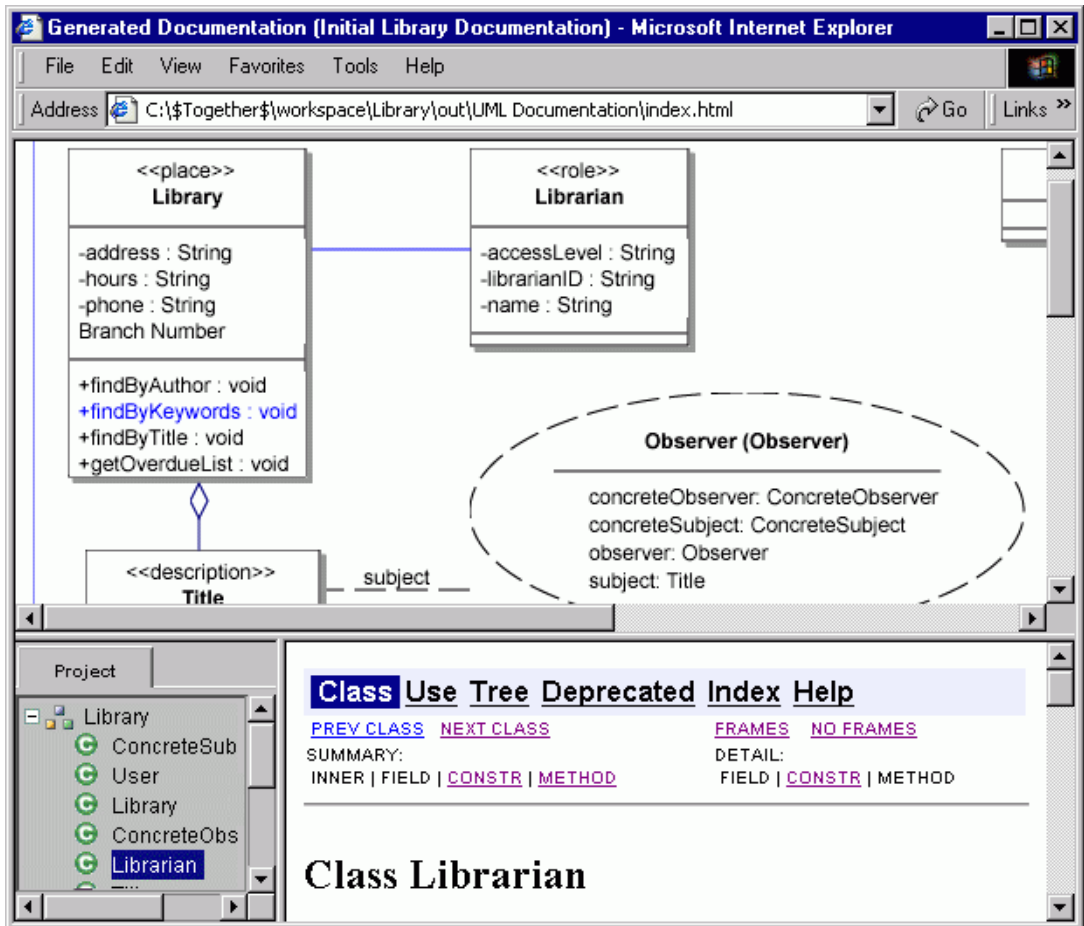 Generated Documentation (Initial Library Documentation) - Microsoft Internet Explorer
File Edit View Favorites Tools Help
Address C:\$Together$\workspace\Library\out\UML Documentation\index.html Go Links »
<<place>>
Library
-address : String
-hours : String
-phone : String
Branch Number
+findByAuthor : void
+findByKeywords : void
+findByTitle : void
+getOverdueList : void
<<role>>
Librarian
-accessLevel : String
-librarianID : String
-name : String
Observer (Observer)
concreteObserver: ConcreteObserver
concreteSubject: ConcreteSubject
observer: Observer
subject: Title
<<description>>
Title
subject
Project
Library
ConcreteSub
User
Library
ConcreteObs
Librarian
Class Use Tree Deprecated Index Help
PREV CLASS NEXT CLASS FRAMES NO FRAMES
SUMMARY: DETAIL:
INNER | FIELD | CONSTR | METHOD FIELD | CONSTR | METHOD
Class Librarian